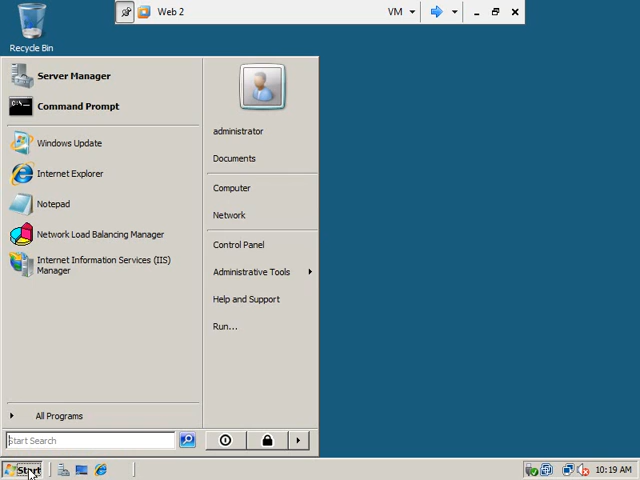 Web 2
VM
Recycle Bin
Server Manager
Command Prompt
Windows Update
Internet Explorer
Notepad
Network Load Balancing Manager
Internet Information Services (IIS)
Manager
All Programs
Start Search
administrator
Documents
Computer
Network
Control Panel
Administrative Tools
Help and Support
Run...
Start
10:19 AM